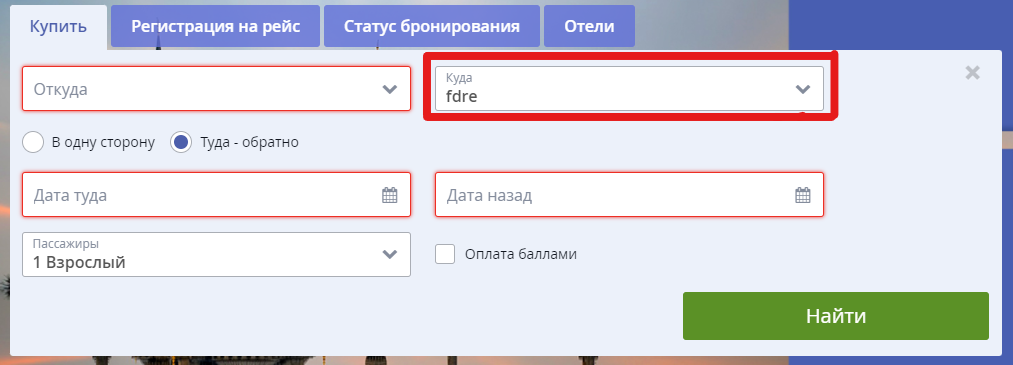 Купить Регистрация на рейс Статус бронирования Отели
Откуда
Куда
fdre
В одну сторону Туда - обратно
Дата туда Дата назад
Пассажиры
1 Взрослый
Оплата баллами
Найти